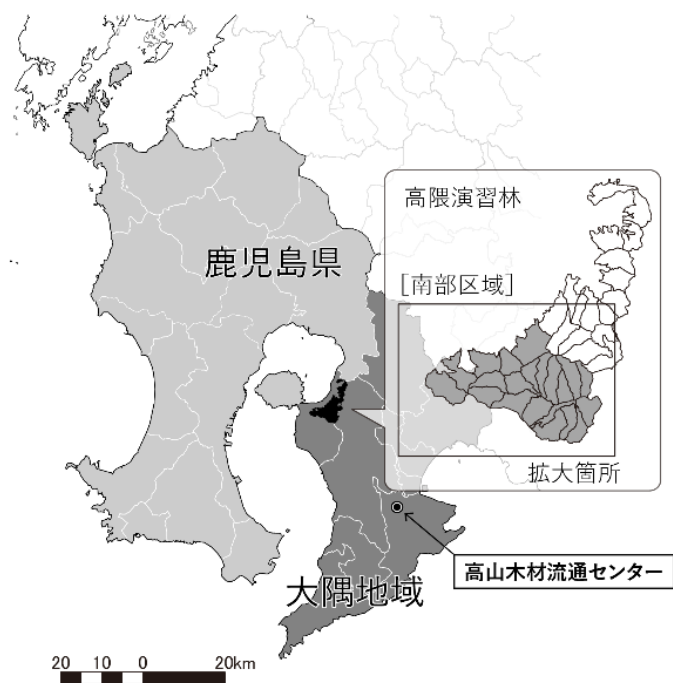 高隈演習林
鹿児島県
[南部区域]
拡大箇所
高山木材流通センター
大隅地域
20 10 0 20km